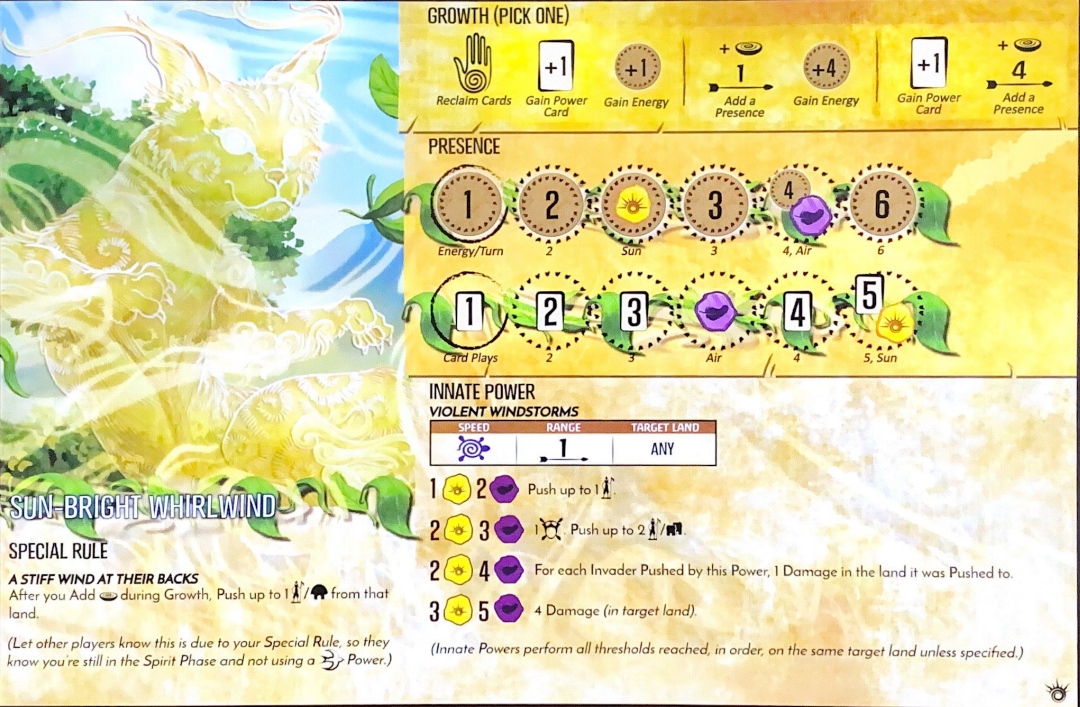 GROWTH (PICK ONE)
+1 +1 +1 +4 +1 + 4
Reclaim Cards Gain Power Card Gain Energy Add a Presence Gain Energy Gain Power Card Add a Presence
PRESENCE
1 2 3 4 6
Energy/Turn 2 Sun 3 4, Air 6
1 2 3 4 5
Card Plays 2 3 Air 4 5, Sun
INNATE POWER
VIOLENT WINDSTORMS
SPEED RANGE TARGET LAND
1 ANY
1 2 Push up to 1 .
2 3 1 . Push up to 2 / .
2 4 For each Invader Pushed by this Power, 1 Damage in the land it was Pushed to.
3 5 4 Damage (in target land).
(Innate Powers perform all thresholds reached, in order, on the same target land unless specified.)
SUN-BRIGHT WHIRLWIND
SPECIAL RULE
A STIFF WIND AT THEIR BACKS
After you Add during Growth, Push up to 1 / from that
land.
(Let other players know this is due to your Special Rule, so they
know you're still in the Spirit Phase and not using a Power.)